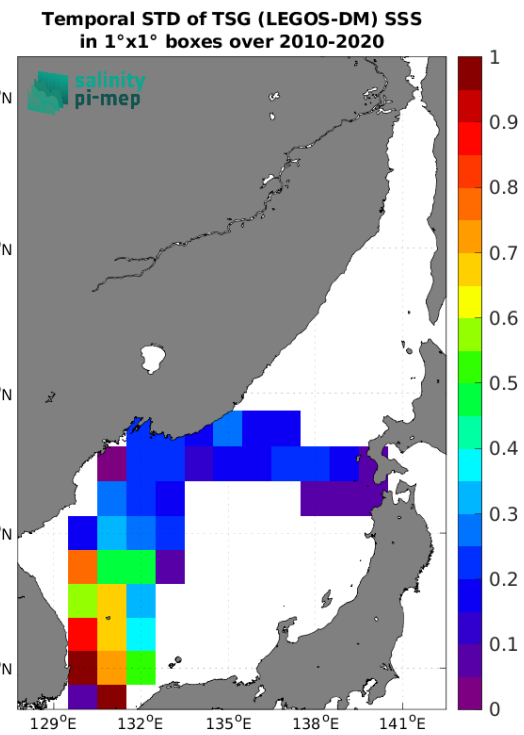 Temporal STD of TSG (LEGOS-DM) SSS
in 1°x1° boxes over 2010-2020
salinity
pi-mep
°N
°N
°N
°N
°N
129°E 132°E 135°E 138°E 141°E
1
0.9
0.8
0.7
0.6
0.5
0.4
0.3
0.2
0.1
0